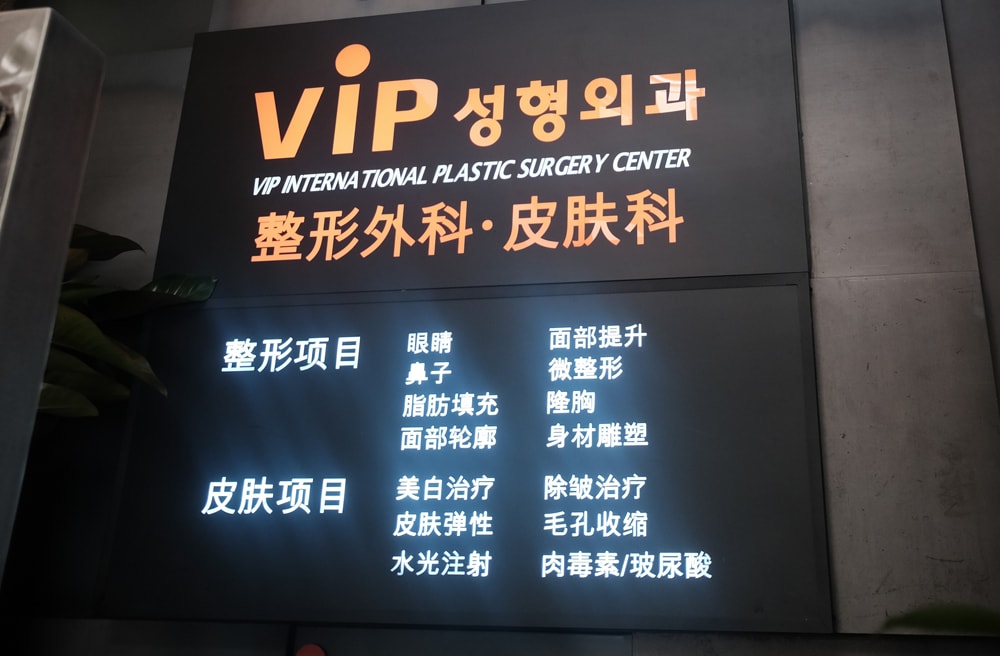 ViP 성형외과
VIP INTERNATIONAL PLASTIC SURGERY CENTER
整形外科·皮肤科
整形项目
眼睛 面部提升
鼻子 微整形
脂肪填充 隆胸
面部轮廓 身材雕塑
皮肤项目
美白治疗 除皱治疗
皮肤弹性 毛孔收缩
水光注射 肉毒素/玻尿酸